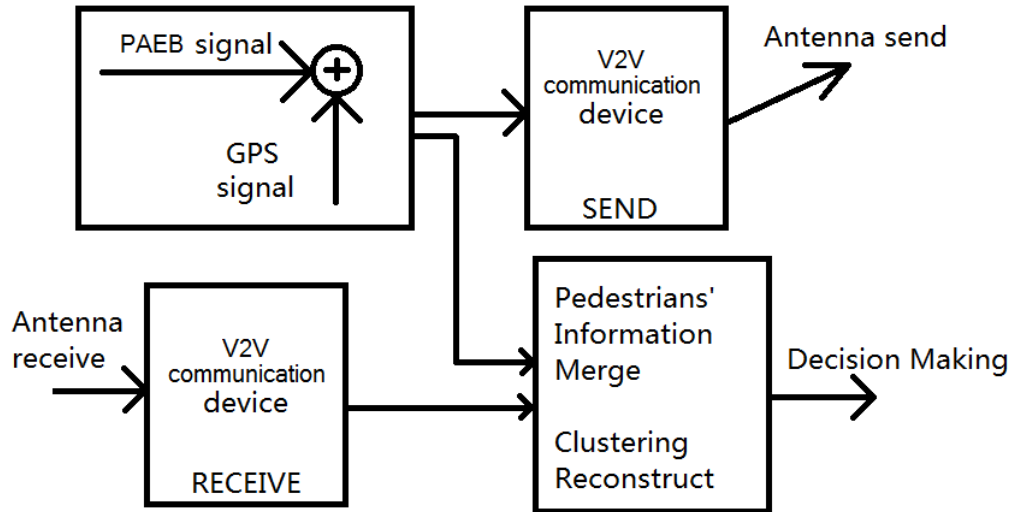 PAEB signal
GPS
signal
V2V
communication
device
SEND
Antenna send
Antenna
receive
V2V
communication
device
RECEIVE
Pedestrians'
Information
Merge
Clustering
Reconstruct
Decision Making